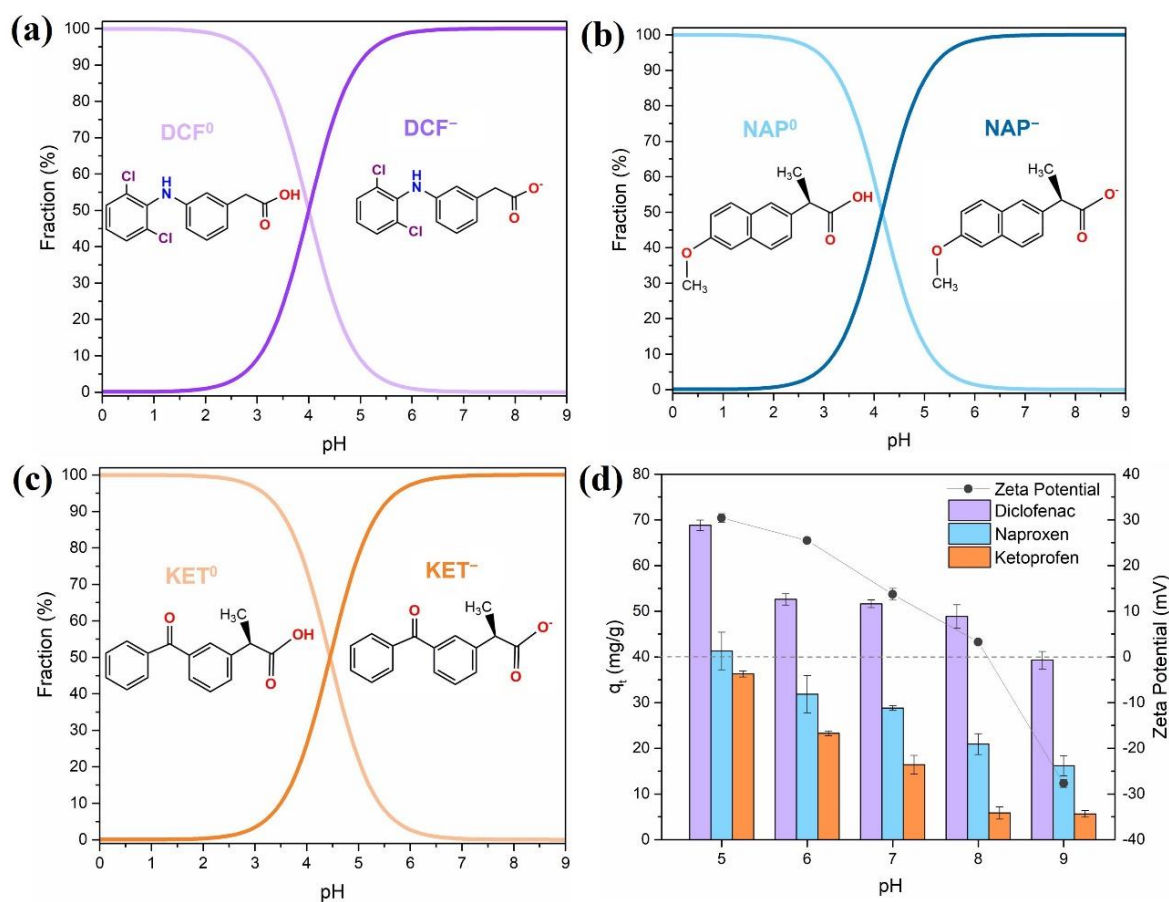 (a)
100
90
80
70
60
50
40
30
20
10
0
Fraction (%)
DCF⁰
DCF⁻
Cl
H
N
OH
O
Cl
Cl
H
N
O⁻
O
Cl
0 1 2 3 4 5 6 7 8 9
pH
(b)
100
90
80
70
60
50
40
30
20
10
0
Fraction (%)
NAP⁰
NAP⁻
CH₃
OH
O
O
CH₃
CH₃
O⁻
O
O
CH₃
0 1 2 3 4 5 6 7 8 9
pH
(c)
100
90
80
70
60
50
40
30
20
10
0
Fraction (%)
KET⁰
KET⁻
O
H₃C
OH
O
O
CH₃
O⁻
O
0 1 2 3 4 5 6 7 8 9
pH
(d)
80
70
60
50
40
30
20
10
0
qt (mg/g)
Zeta Potential
Diclofenac
Naproxen
Ketoprofen
40
30
20
10
0
-10
-20
-30
-40
Zeta Potential (mV)
5 6 7 8 9
pH